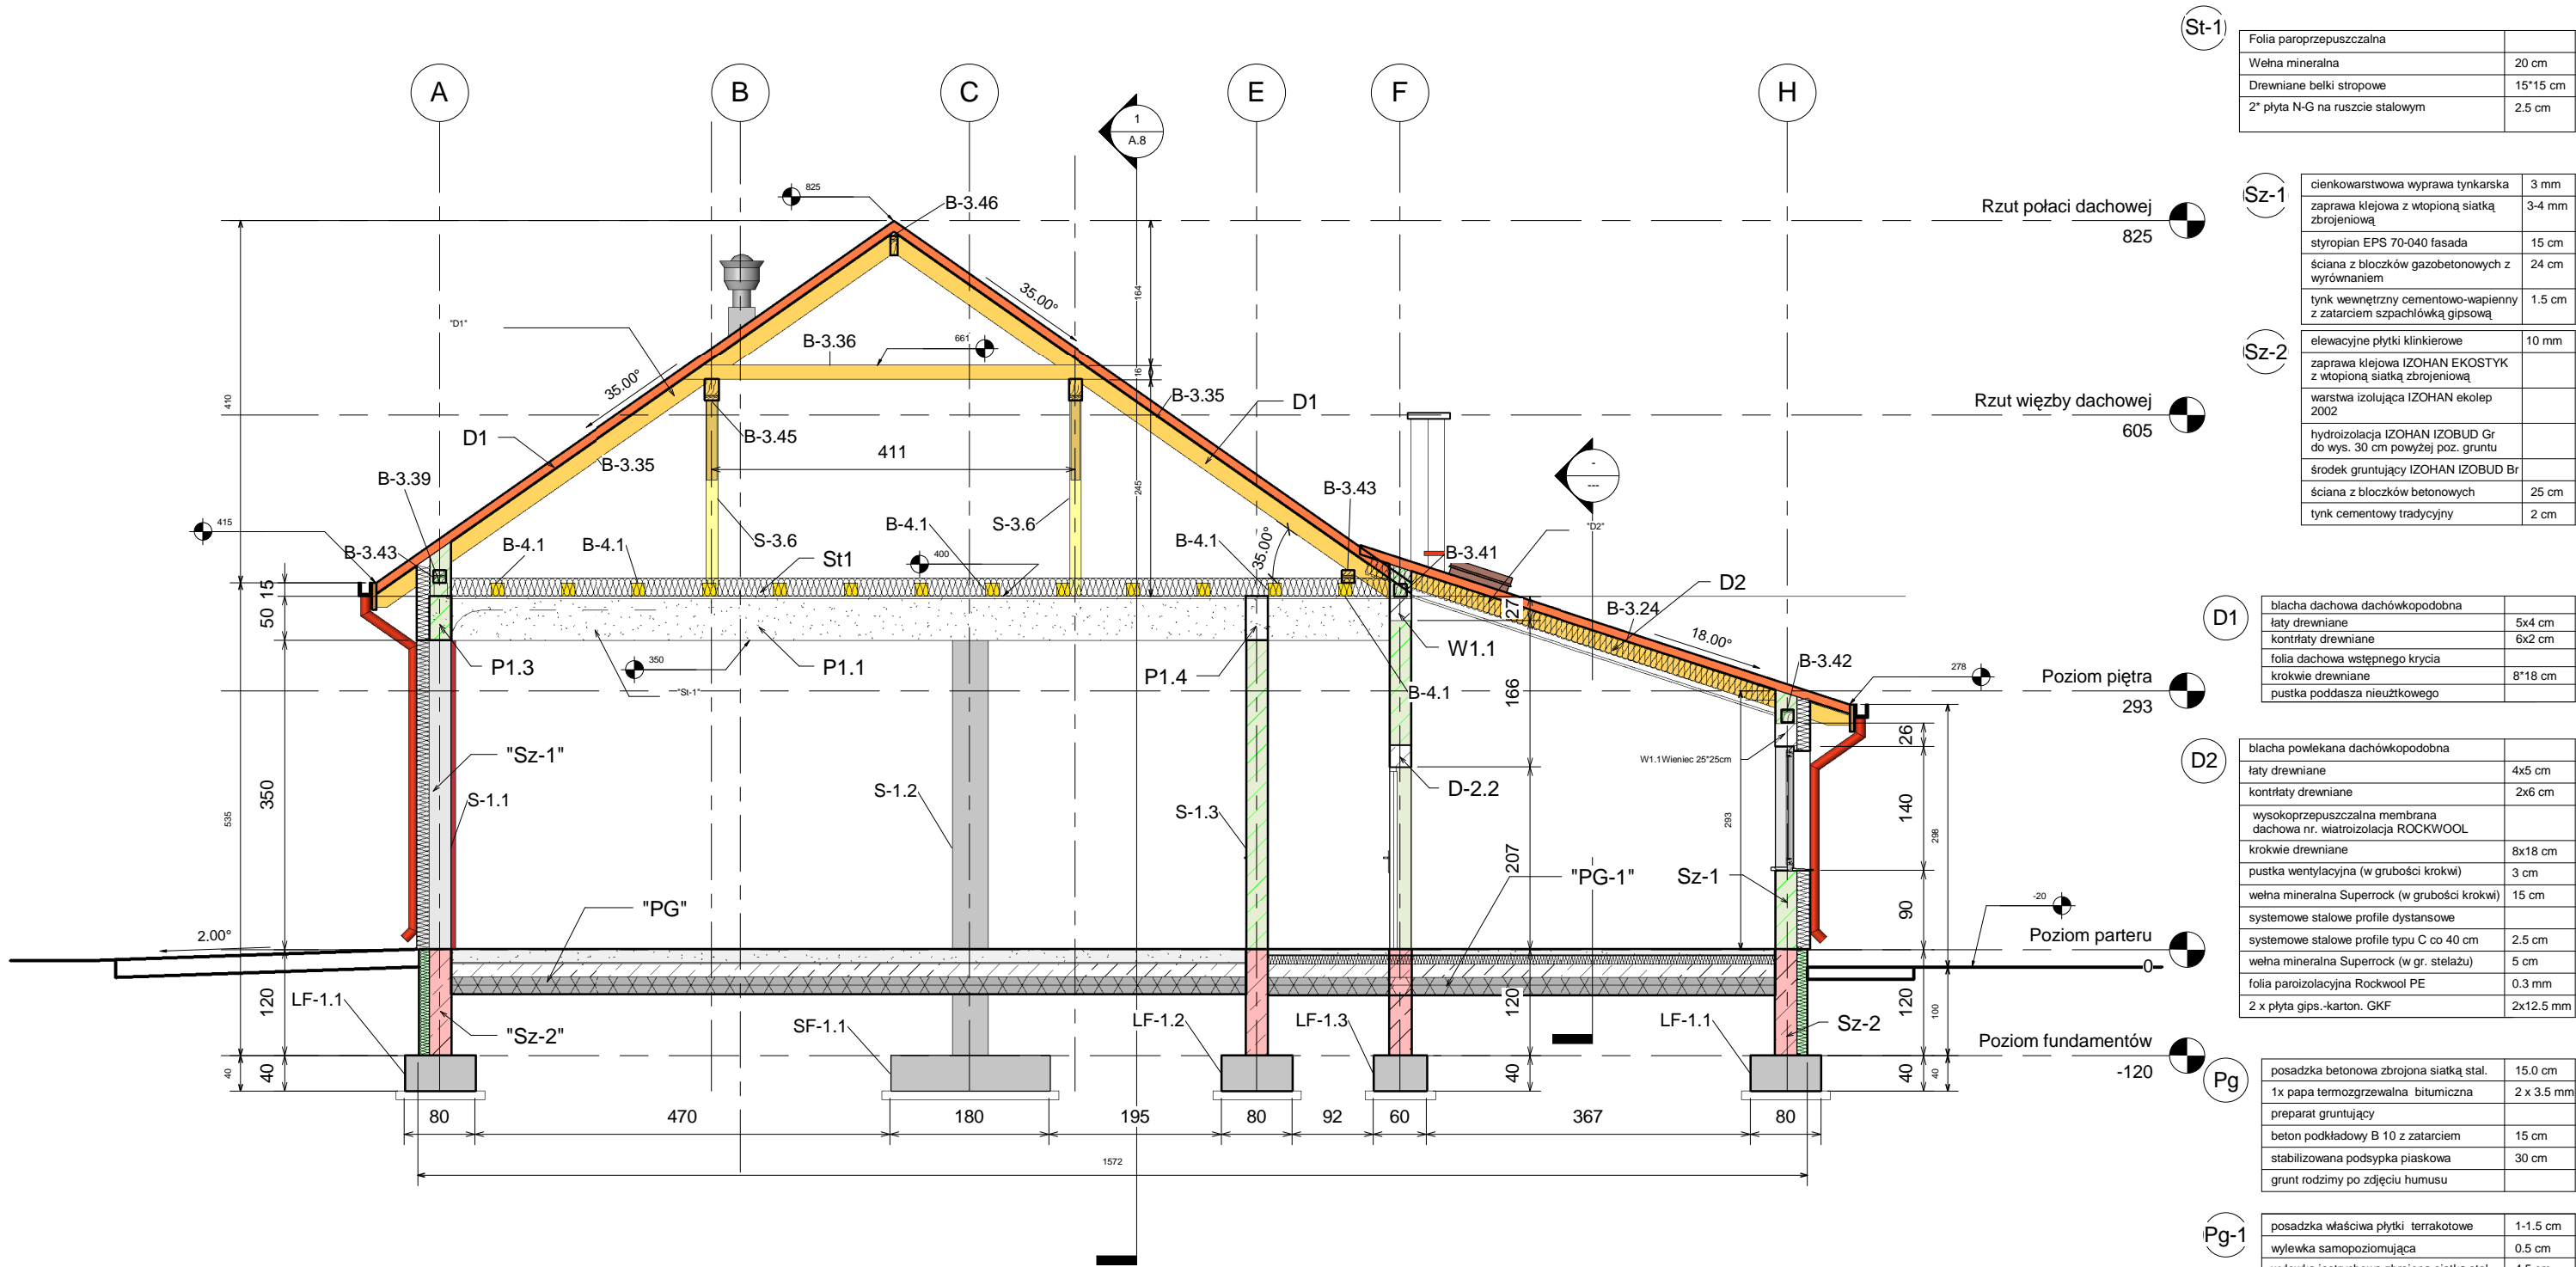 A
B
C
E
F
H
1
A.8
-
---
825
B-3.46
35.00°
164
"D1"
B-3.36
661
16
35.00°
B-3.35
D1
410
D1
B-3.45
B-3.35
411
B-3.39
245
B-3.43
415
B-4.1
S-3.6
"D2"
B-3.43
B-4.1
B-4.1
S-3.6
St1
400
B-4.1
35.00°
B-3.41
D2
15
50
27
B-3.24
18.00°
P1.3
350
P1.1
P1.4
W1.1
B-3.42
278
"St-1"
B-4.1
166
26
"Sz-1"
W1.1Wieniec 25*25cm
S-1.1
S-1.2
D-2.2
350
S-1.3
293
140
298
535
207
"PG-1"
Sz-1
"PG"
90
-20
2.00°
0
LF-1.1
120
"Sz-2"
SF-1.1
LF-1.2
LF-1.3
120
LF-1.1
Sz-2
120
100
40
40
40
40
40
80
470
180
195
80
92
60
367
80
1572
Rzut połaci dachowej
825
Rzut więzby dachowej
605
Poziom piętra
293
Poziom parteru
Poziom fundamentów
-120
St-1
Folia paroprzepuszczalna
Wełna mineralna 20 cm
Drewniane belki stropowe 15*15 cm
2* płyta N-G na ruszcie stalowym 2.5 cm
Sz-1
cienkowarstwowa wyprawa tynkarska 3 mm
zaprawa klejowa z wtopioną siatką 3-4 mm
zbrojeniową
styropian EPS 70-040 fasada 15 cm
ściana z bloczków gazobetonowych z 24 cm
wyrównaniem
tynk wewnętrzny cementowo-wapienny 1.5 cm
z zatarciem szpachlówką gipsową
Sz-2
elewacyjne płytki klinkierowe 10 mm
zaprawa klejowa IZOHAN EKOSTYK
z wtopioną siatką zbrojeniową
warstwa izolująca IZOHAN ekolep
2002
hydroizolacja IZOHAN IZOBUD Gr
do wys. 30 cm powyżej poz. gruntu
środek gruntujący IZOHAN IZOBUD Br
ściana z bloczków betonowych 25 cm
tynk cementowy tradycyjny 2 cm
D1
blacha dachowa dachówkopodobna
łaty drewniane 5x4 cm
kontrłaty drewniane 6x2 cm
folia dachowa wstępnego krycia
krokwie drewniane 8*18 cm
pustka poddasza nieużtkowego
D2
blacha powlekana dachówkopodobna
łaty drewniane 4x5 cm
kontrłaty drewniane 2x6 cm
wysokoprzepuszczalna membrana
dachowa nr. wiatroizolacja ROCKWOOL
krokwie drewniane 8x18 cm
pustka wentylacyjna (w grubości krokwi) 3 cm
wełna mineralna Superrock (w grubości krokwi) 15 cm
systemowe stalowe profile dystansowe
systemowe stalowe profile typu C co 40 cm 2.5 cm
wełna mineralna Superrock (w gr. stelażu) 5 cm
folia paroizolacyjna Rockwool PE 0.3 mm
2 x płyta gips.-karton. GKF 2x12.5 mm
Pg
posadzka betonowa zbrojona siatką stal. 15.0 cm
1x papa termozgrzewalna bitumiczna 2 x 3.5 mm
preparat gruntujący
beton podkładowy B 10 z zatarciem 15 cm
stabilizowana podsypka piaskowa 30 cm
grunt rodzimy po zdjęciu humusu
Pg-1
posadzka właściwa płytki terrakotowe 1-1.5 cm
wylewka samopoziomująca 0.5 cm